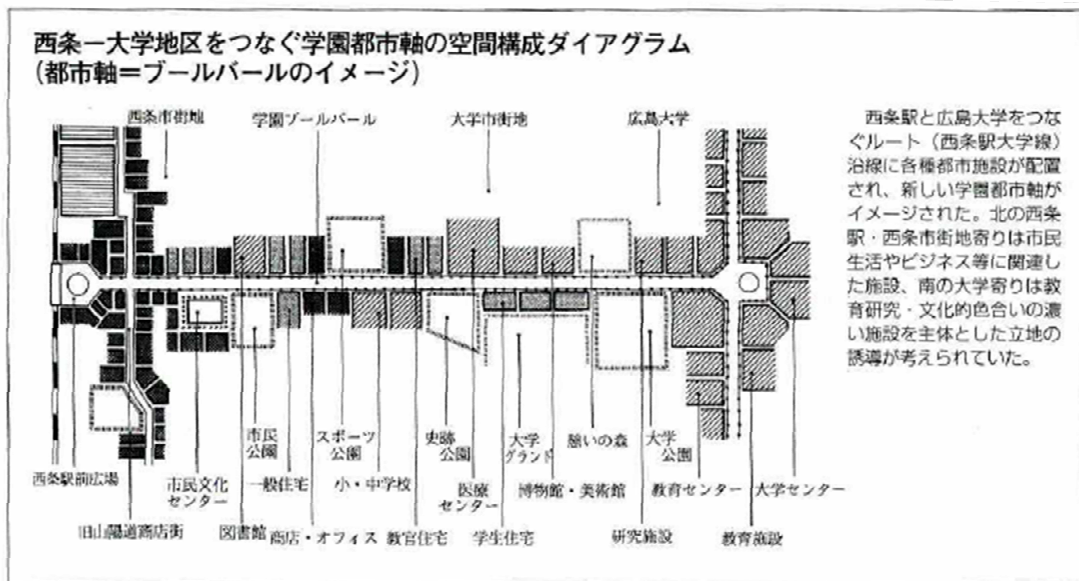 西条一大学地区をつなぐ学園都市軸の空間構成ダイアグラム
(都市軸＝ブールバールのイメージ)
西条市街地
学園ブールバール
大学市街地
広島大学
西条駅と広島大学をつな
ぐルート（西条駅大学線）
沿線に各種都市施設が配置
され、新しい学園都市軸が
イメージされた。北の西条
駅・西条市街地寄りは市民
生活やビジネス等に関連し
た施設、南の大学寄りは教
育研究・文化的色合いの濃
い施設を主体とした立地の
誘導が考えられていた。
西条駅前広場
旧山陽道商店街
市民文化
センター
図書館
市民
公園
一般住宅
商店・オフィス
スポーツ
公園
小・中学校
教官住宅
史跡
公園
医療
センター
学生住宅
大学
グランド
博物館・美術館
憩いの森
研究施設
大学
公園
教育センター
教育施設
大学センター